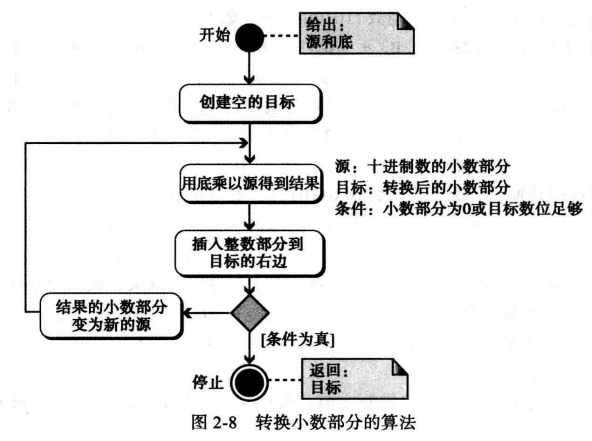 开始
给出：
源和底
创建空的目标
用底乘以源得到结果
源：十进制数的小数部分
目标：转换后的小数部分
条件：小数部分为0或目标数位足够
插入整数部分到
目标的右边
结果的小数部分
变为新的源
[条件为真]
停止
返回：
目标
图 2-8 转换小数部分的算法